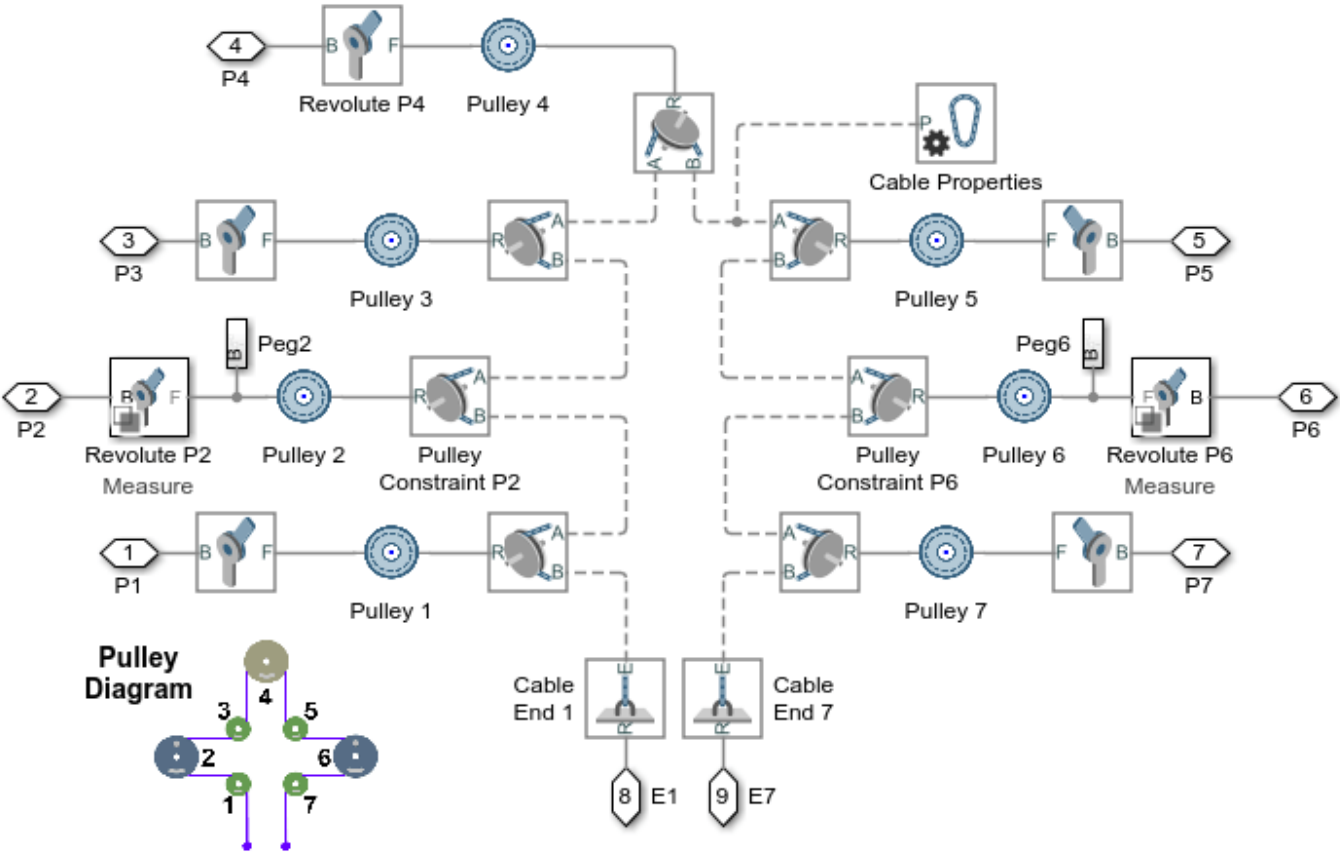 4
P4
B
F
Revolute P4
Pulley 4
R
A
B
P
Cable Properties
3
P3
B
F
Pulley 3
R
A
B
A
B
R
Pulley 5
F
B
5
P5
B
Peg2
2
P2
B
F
Revolute P2
Measure
Pulley 2
R
A
B
Pulley
Constraint P2
A
B
R
Pulley
Constraint P6
Pulley 6
Peg6
B
F
B
Revolute P6
Measure
6
P6
1
P1
B
F
Pulley 1
R
A
B
A
B
R
Pulley 7
F
B
7
P7
Pulley
Diagram
4
3
5
2
6
1
7
Cable
End 1
E
R
8
E1
E
R
Cable
End 7
9
E7